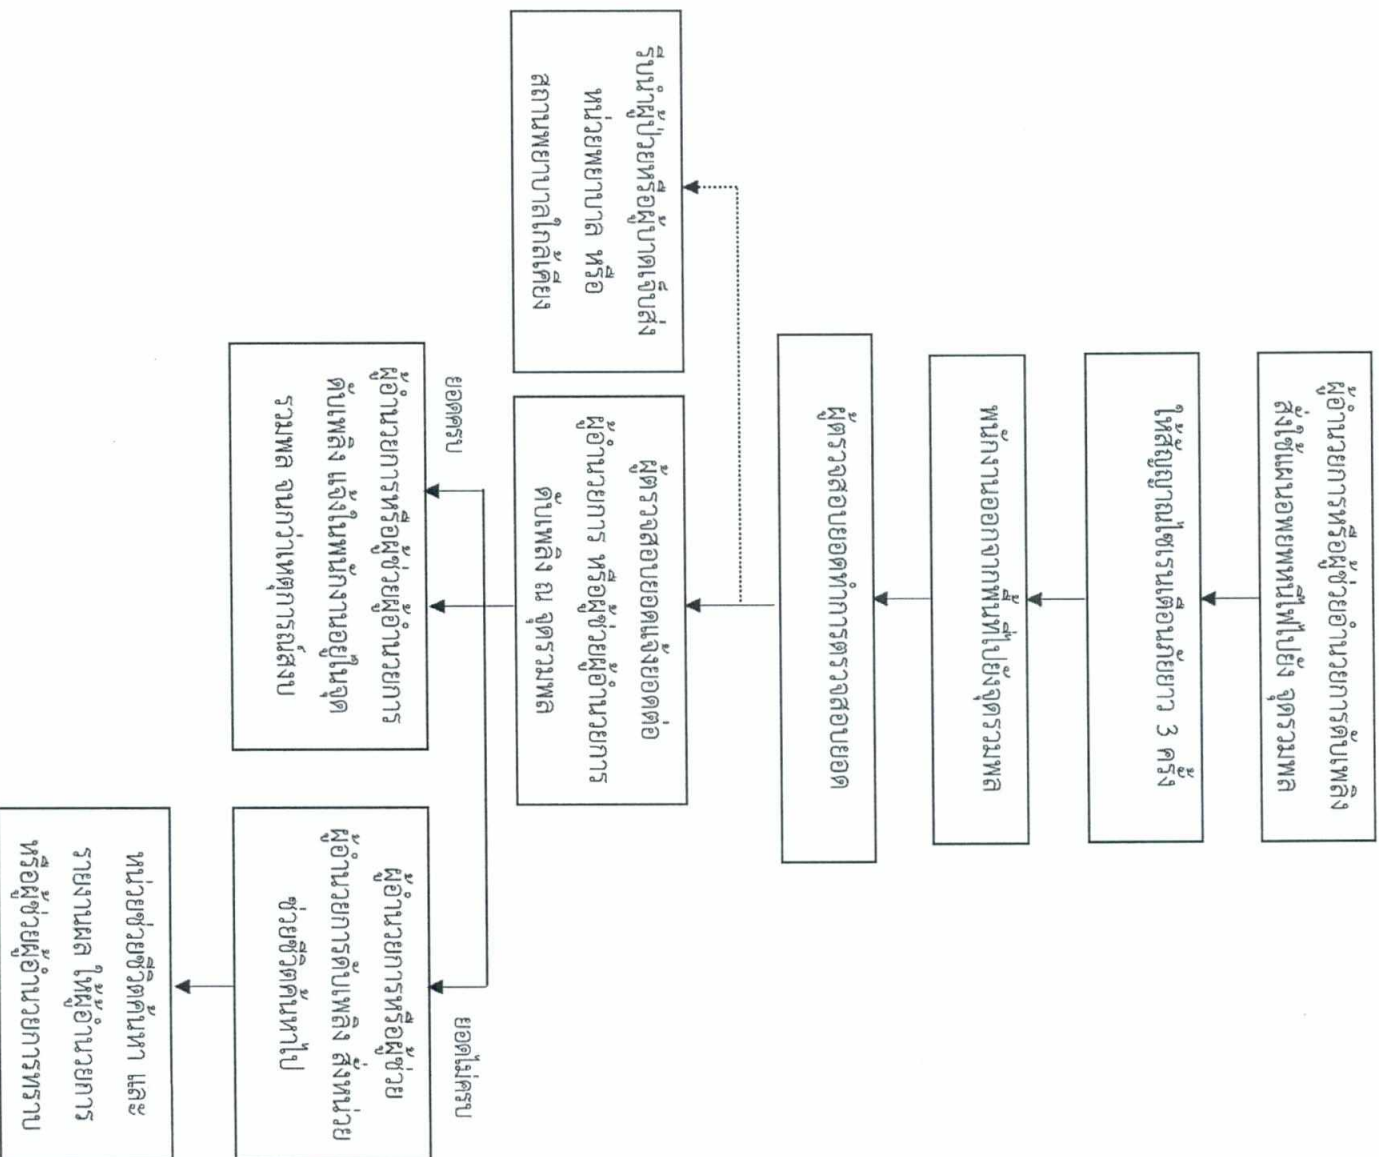 ผู้อำนวยการหรือผู้ช่วยอำนวยการดับเพลิง
สั่งใช้แผนอพยพหนีไฟไปยัง จุดรวมพล
ให้สัญญาณไซเรนเตือนภัยยาว 3 ครั้ง
พนักงานออกจากพื้นที่ไปยังจุดรวมพล
ผู้ตรวจสอบยอดทำการตรวจสอบยอด
รีบนำผู้ป่วยหรือผู้บาดเจ็บส่ง
หน่วยพยาบาล หรือ
สถานพยาบาลใกล้เคียง
ผู้ตรวจสอบยอดแจ้งยอดต่อ
ผู้อำนวยการ หรือผู้ช่วยผู้อำนวยการ
ดับเพลิง ณ จุดรวมพล
ยอดครบ
ผู้อำนวยการหรือผู้ช่วยผู้อำนวยการ
ดับเพลิง แจ้งในพนักงานอยู่ในจุด
รวมพล จนกว่าเหตุการณ์สงบ
ยอดไม่ครบ
ผู้อำนวยการหรือผู้ช่วย
ผู้อำนวยการดับเพลิง สั่งหน่วย
ช่วยชีวิตค้นหาไป
หน่วยช่วยชีวิตค้นหา และ
รายงานผล ให้ผู้อำนวยการ
หรือผู้ช่วยผู้อำนวยการทราบ